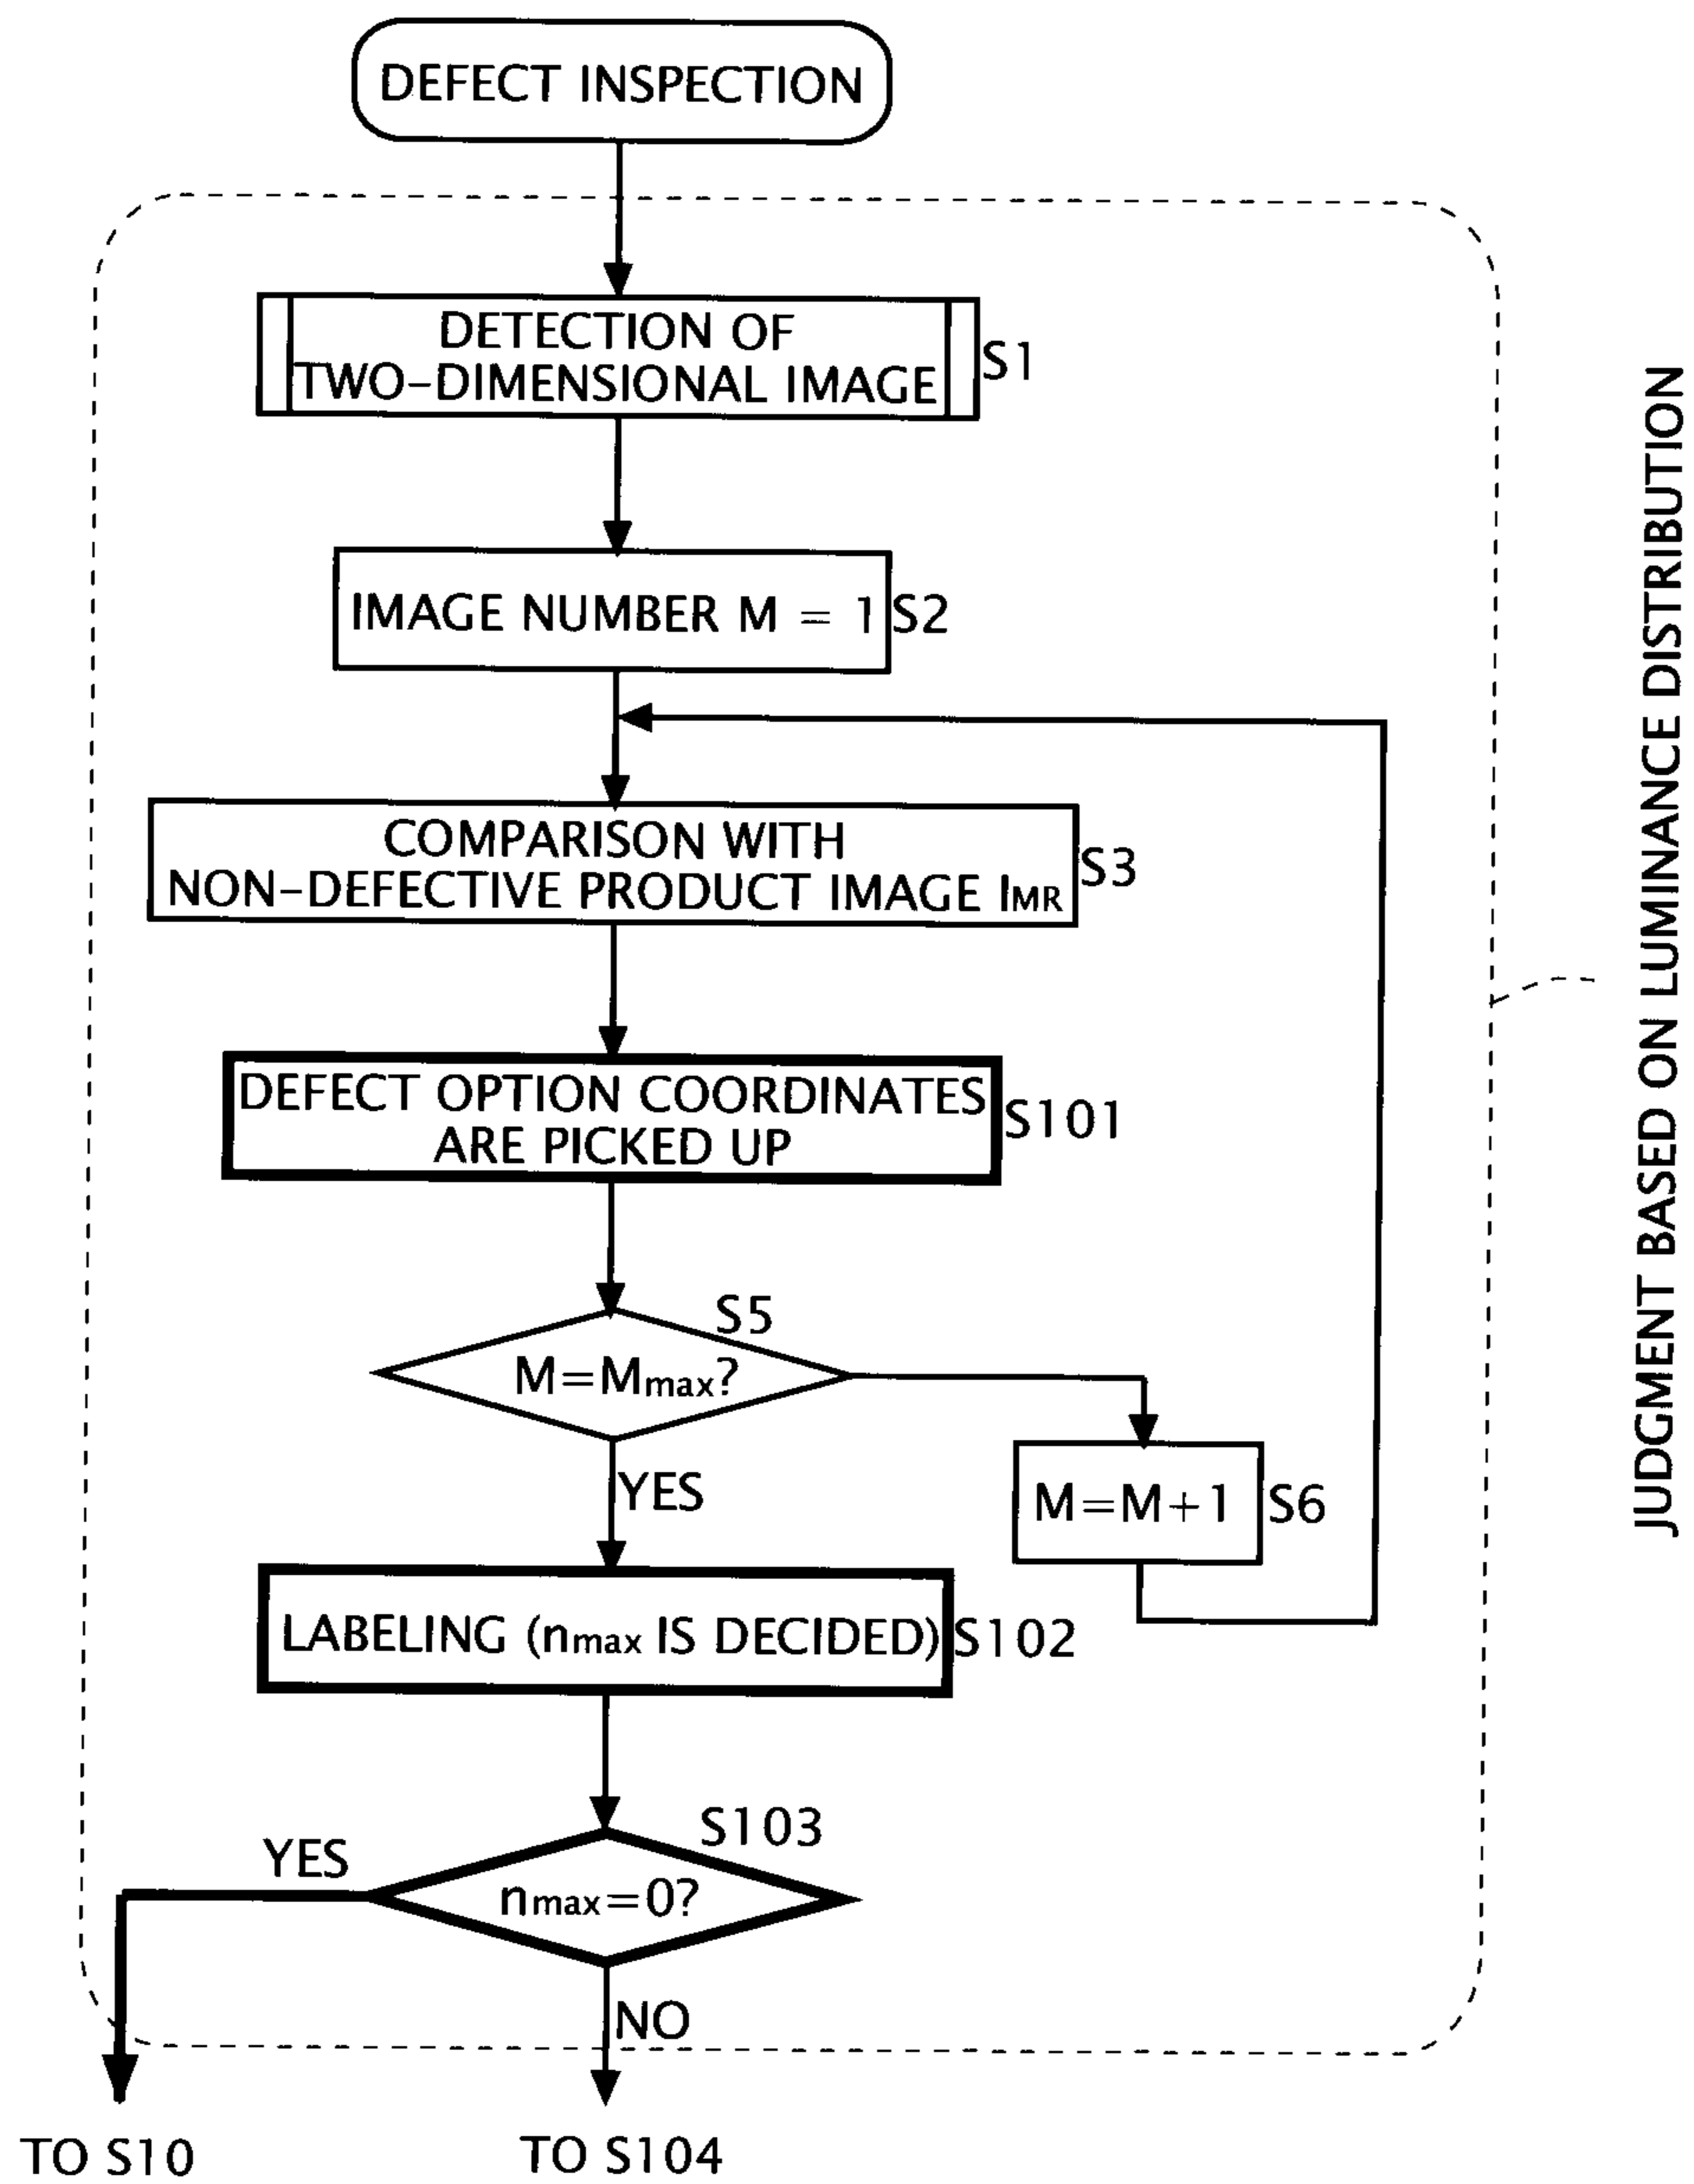 DEFECT INSPECTION
DETECTION OF
TWO-DIMENSIONAL IMAGE
S1
IMAGE NUMBER M = 1
S2
COMPARISON WITH
NON-DEFECTIVE PRODUCT IMAGE IMR
S3
DEFECT OPTION COORDINATES
ARE PICKED UP
S101
S5
M=Mmax?
YES
M=M+1
S6
LABELING (nmax IS DECIDED)
S102
S103
YES
nmax=0?
NO
TO S10
TO S104
JUDGMENT BASED ON LUMINANCE DISTRIBUTION